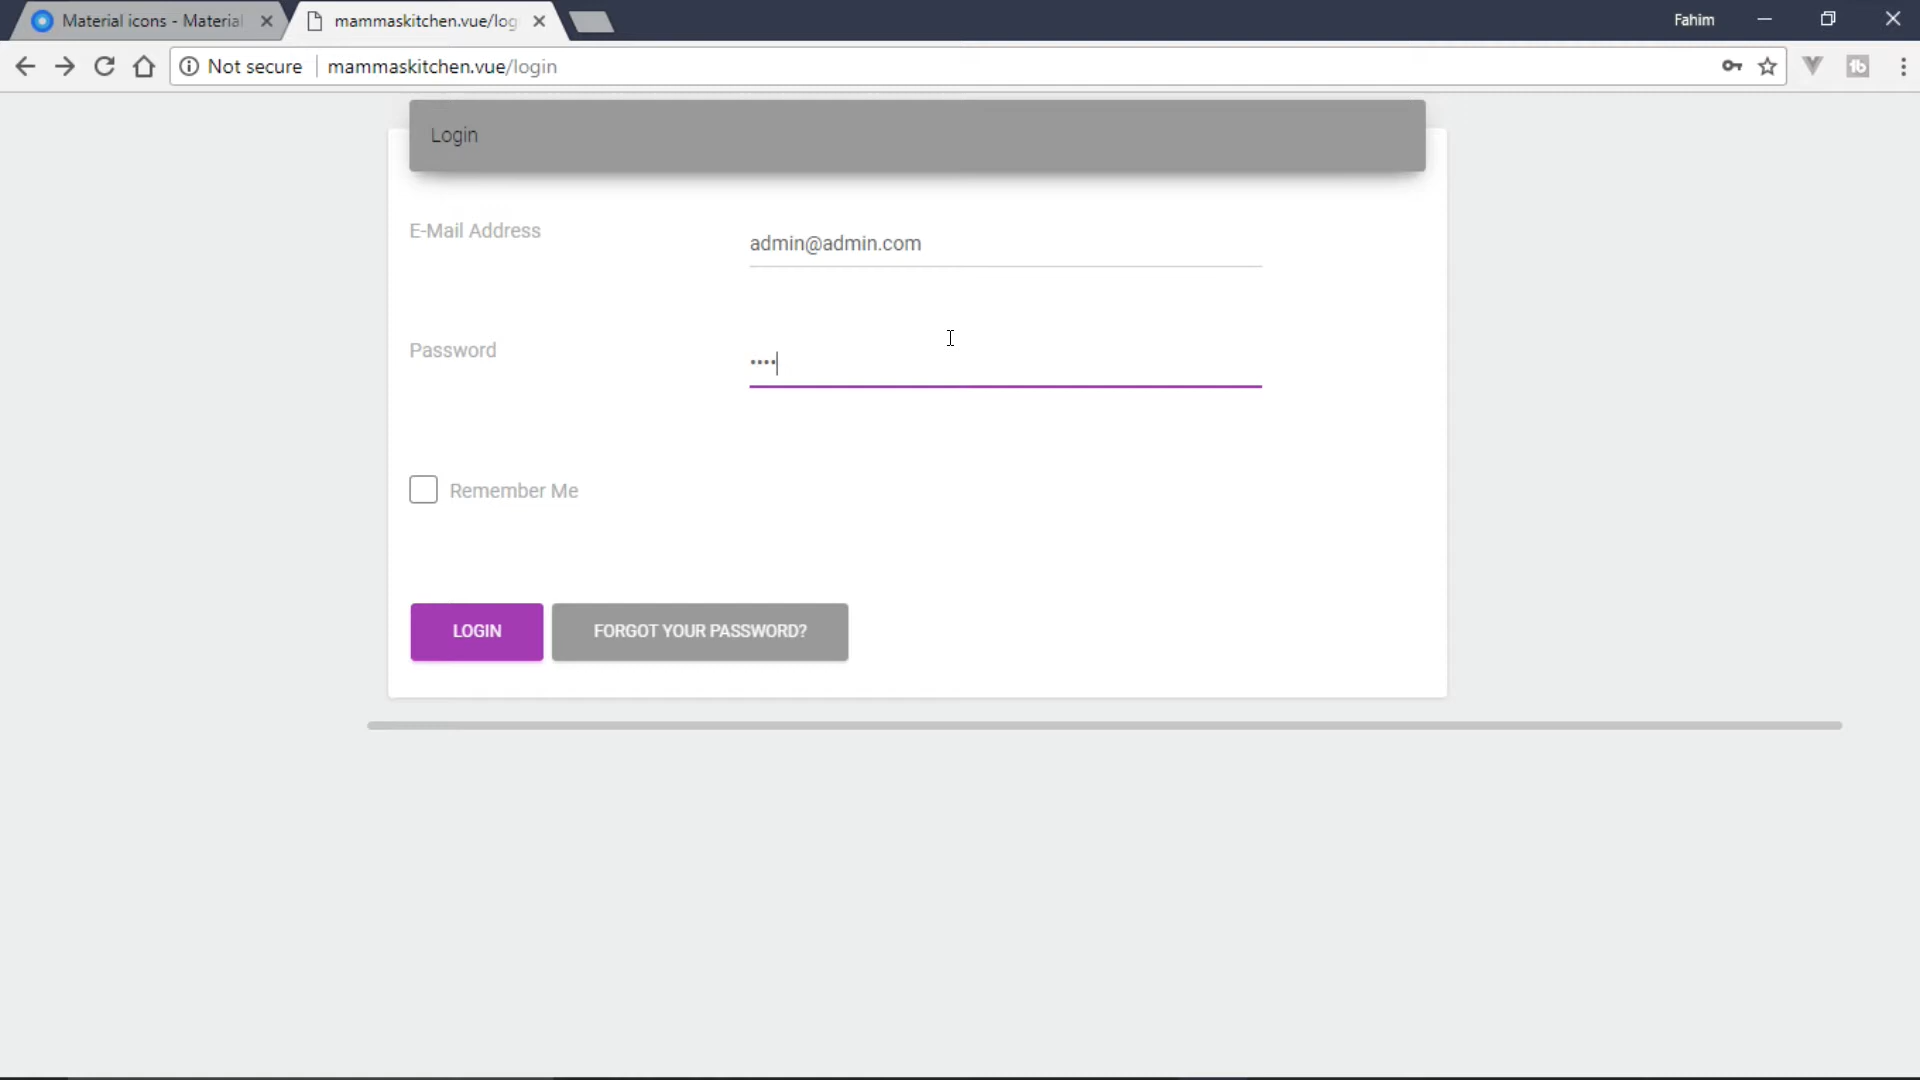 Material icons - Material
mammaskitchen.vue/log
Fahim
Not secure
mammaskitchen.vue/login
Login
E-Mail Address
admin@admin.com
Password
••••
Remember Me
LOGIN
FORGOT YOUR PASSWORD?